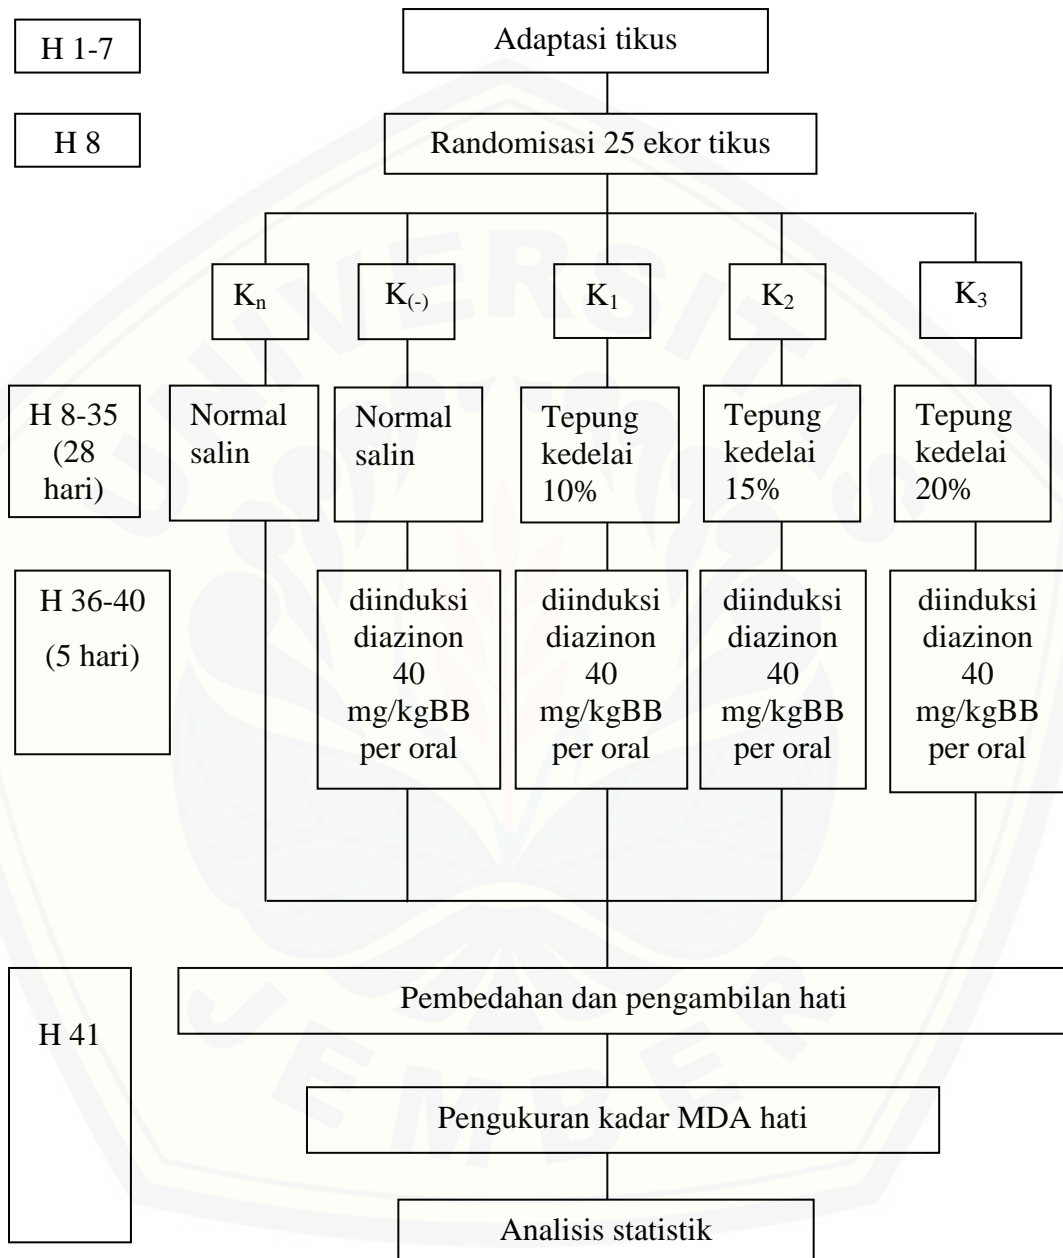 H 1-7
Adaptasi tikus
H 8
Randomisasi 25 ekor tikus
Kn
K(-)
K1
K2
K3
H 8-35
(28
hari)
Normal
salin
Normal
salin
Tepung
kedelai
10%
Tepung
kedelai
15%
Tepung
kedelai
20%
H 36-40
(5 hari)
diinduksi
diazinon
40
mg/kgBB
per oral
diinduksi
diazinon
40
mg/kgBB
per oral
diinduksi
diazinon
40
mg/kgBB
per oral
diinduksi
diazinon
40
mg/kgBB
per oral
H 41
Pembedahan dan pengambilan hati
Pengukuran kadar MDA hati
Analisis statistik
UNIVERSITAS
JEMBER